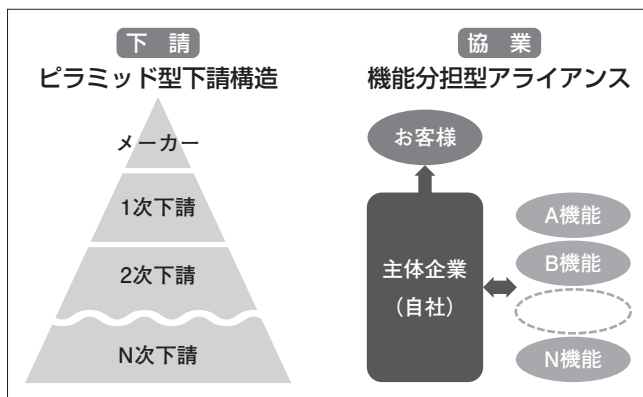 下 請
ピラミッド型下請構造
メーカー
1次下請
2次下請
N次下請
協 業
機能分担型アライアンス
お客様
主体企業
(自社)
A機能
B機能
N機能